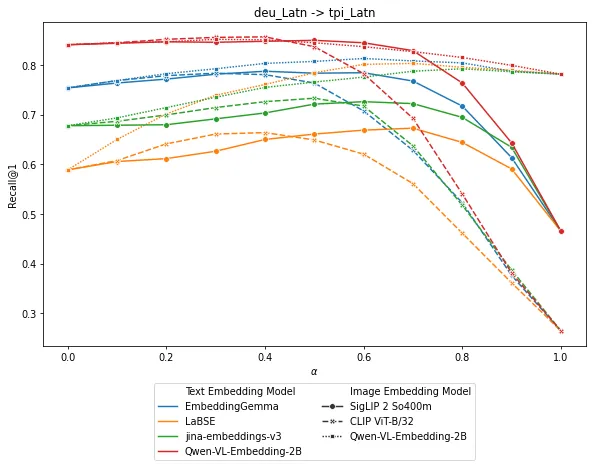 deu_Latn -> tpi_Latn
Recall@1
0.8
0.7
0.6
0.5
0.4
0.3
0.0 0.2 0.4 0.6 0.8 1.0
α
Text Embedding Model Image Embedding Model
EmbeddingGemma SigLIP 2 So400m
LaBSE CLIP ViT-B/32
jina-embeddings-v3 Qwen-VL-Embedding-2B
Qwen-VL-Embedding-2B